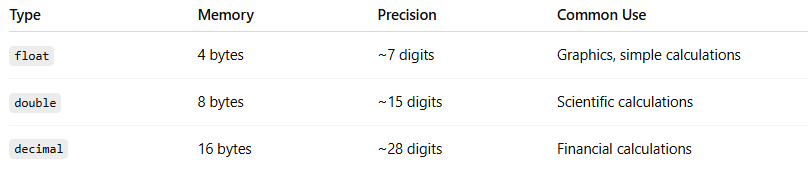 Type Memory Precision Common Use
float 4 bytes ~7 digits Graphics, simple calculations
double 8 bytes ~15 digits Scientific calculations
decimal 16 bytes ~28 digits Financial calculations